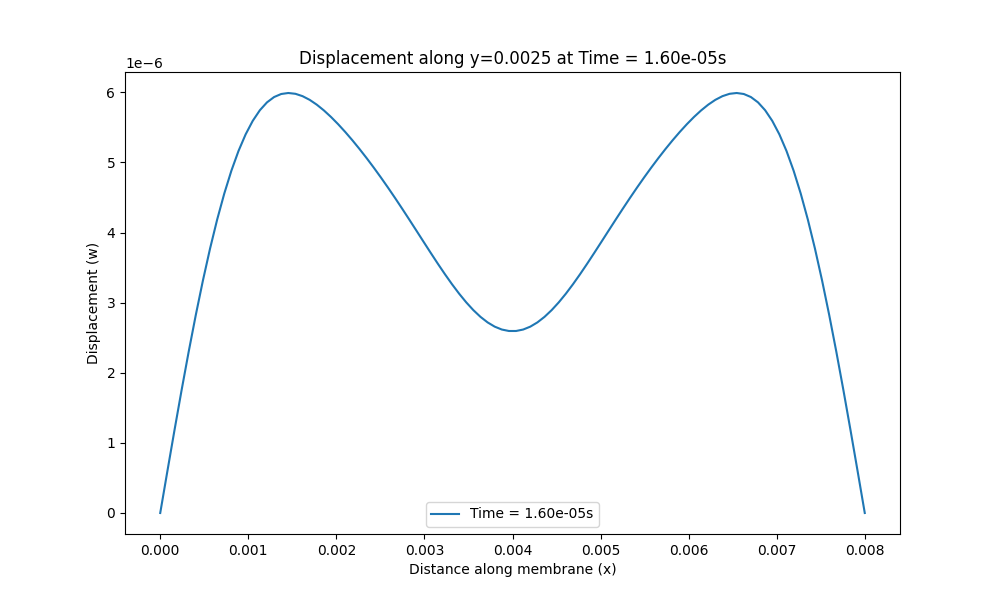 Displacement along y=0.0025 at Time = 1.60e-05s
1e−6
6
5
4
3
2
1
0
Displacement (w)
Time = 1.60e-05s
0.000 0.001 0.002 0.003 0.004 0.005 0.006 0.007 0.008
Distance along membrane (x)